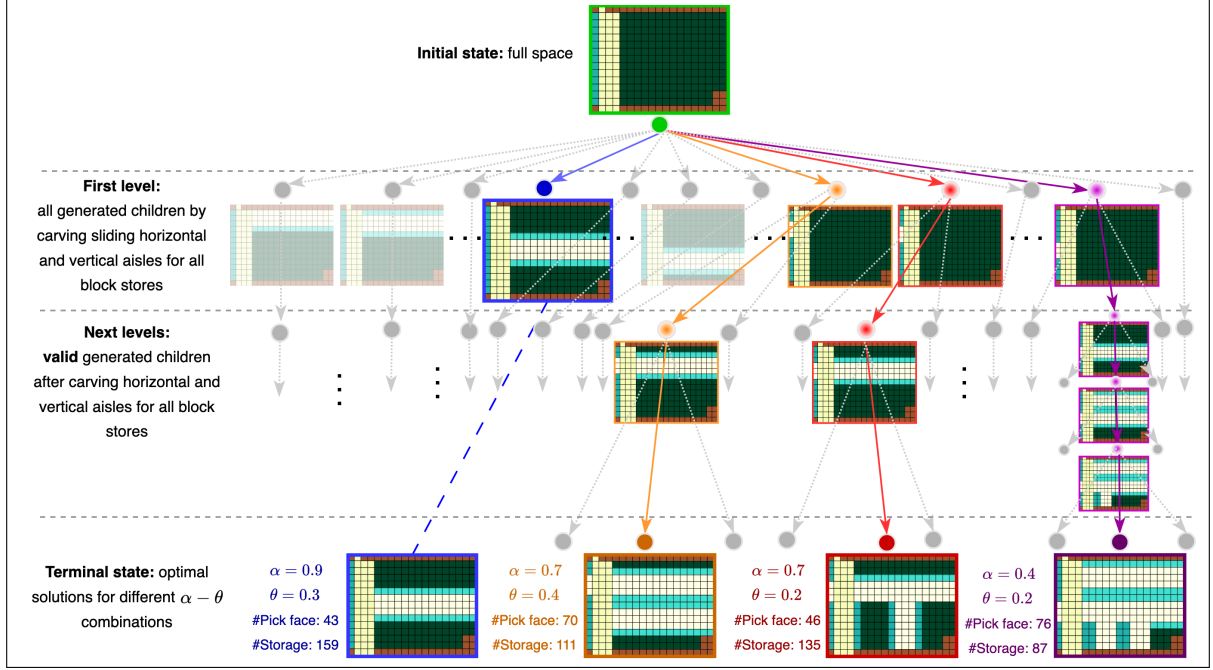 Initial state: full space
First level:
all generated children by
carving sliding horizontal
and vertical aisles for all
block stores
Next levels:
valid generated children
after carving horizontal and
vertical aisles for all block
stores
Terminal state: optimal
solutions for different α − θ
combinations
α = 0.9
θ = 0.3
#Pick face: 43
#Storage: 159
α = 0.7
θ = 0.4
#Pick face: 70
#Storage: 111
α = 0.7
θ = 0.2
#Pick face: 46
#Storage: 135
α = 0.4
θ = 0.2
#Pick face: 76
#Storage: 87